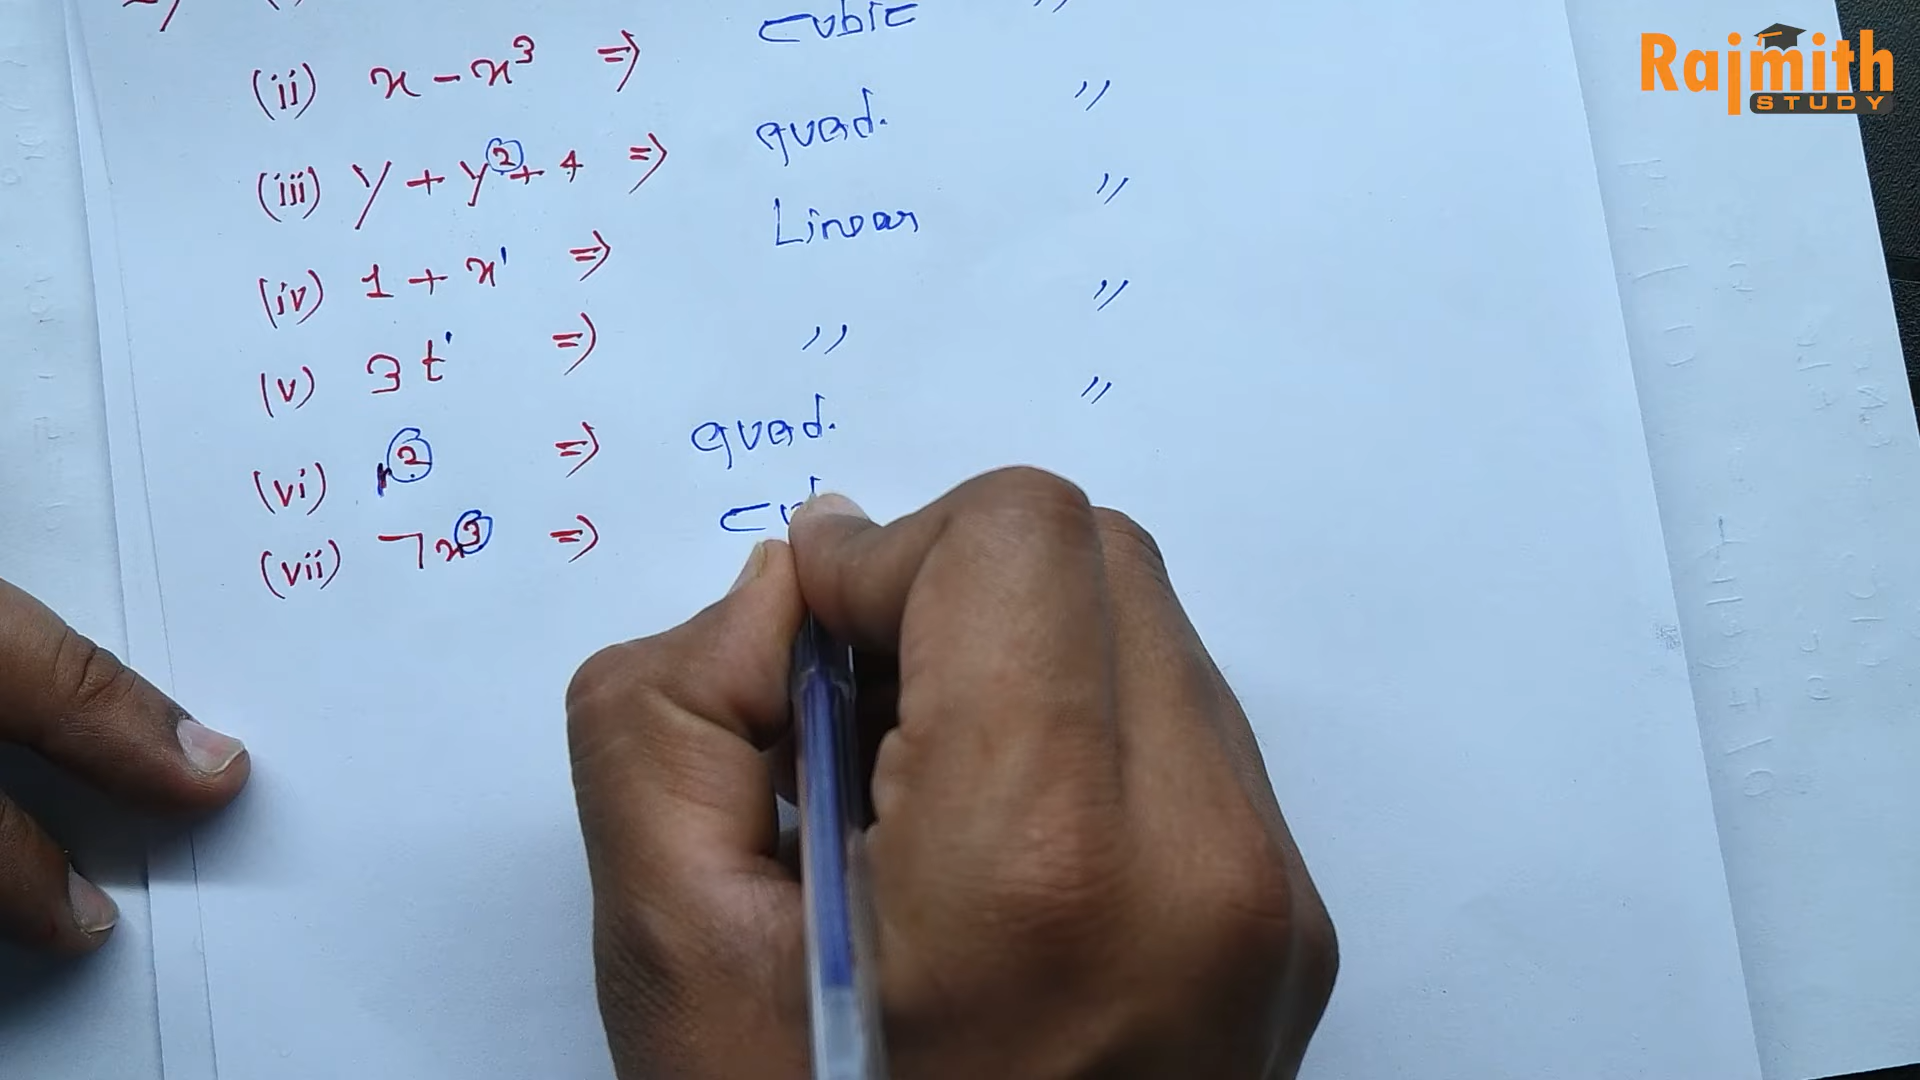 Rajmith
STUDY
(ii) x - x³ ⇒ cubic "
(iii) y + y² + 4 ⇒ quad. "
(iv) 1 + x¹ ⇒ Linear "
(v) 3t¹ ⇒ " "
(vi) r² ⇒ quad. "
(vii) 7x³ ⇒